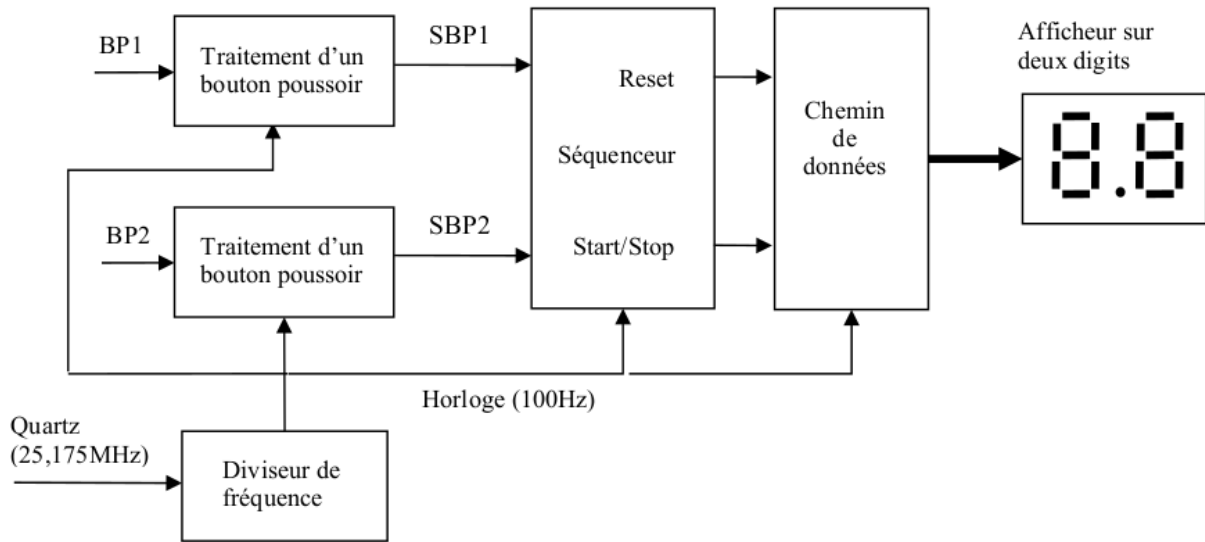 BP1
Traitement d'un
bouton poussoir
SBP1
Reset
Séquenceur
Start/Stop
Chemin
de
données
Afficheur sur
deux digits
8.8
BP2
Traitement d'un
bouton poussoir
SBP2
Horloge (100Hz)
Quartz
(25,175MHz)
Diviseur de
fréquence